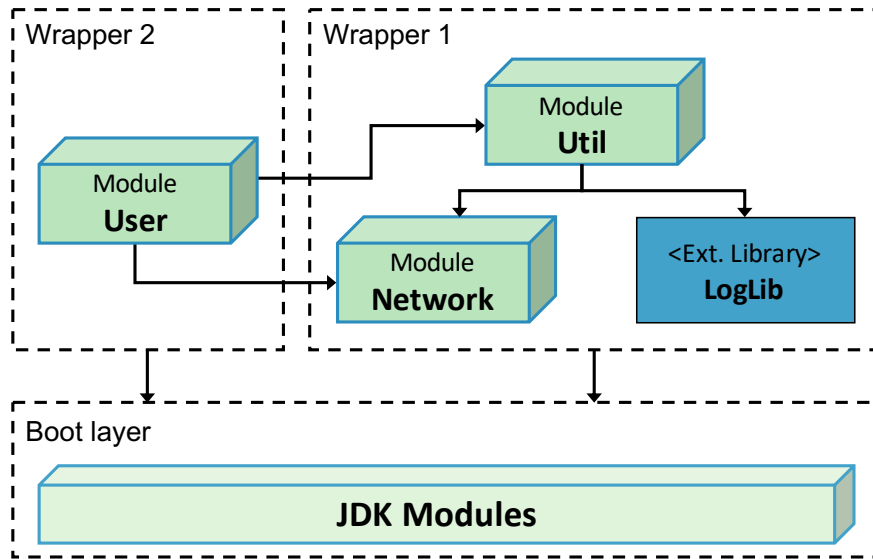 Wrapper 2
Wrapper 1
Module
Util
Module
User
Module
Network
<Ext. Library>
LogLib
Boot layer
JDK Modules